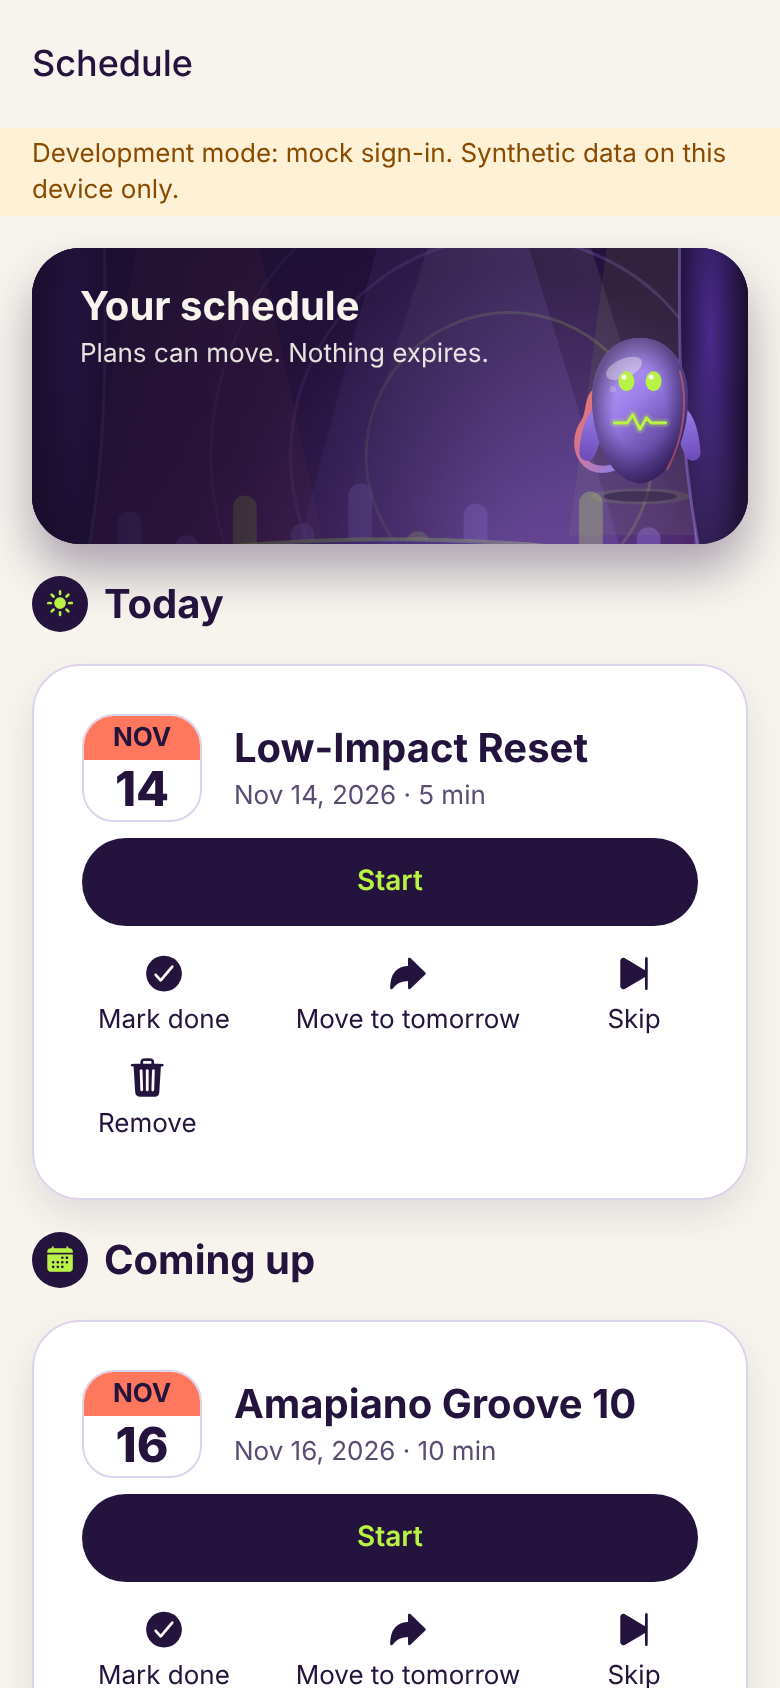 Schedule
Development mode: mock sign-in. Synthetic data on this
device only.
Your schedule
Plans can move. Nothing expires.
Today
NOV
14
Low-Impact Reset
Nov 14, 2026 · 5 min
Start
Mark done
Move to tomorrow
Skip
Remove
Coming up
NOV
16
Amapiano Groove 10
Nov 16, 2026 · 10 min
Start
Mark done
Move to tomorrow
Skip